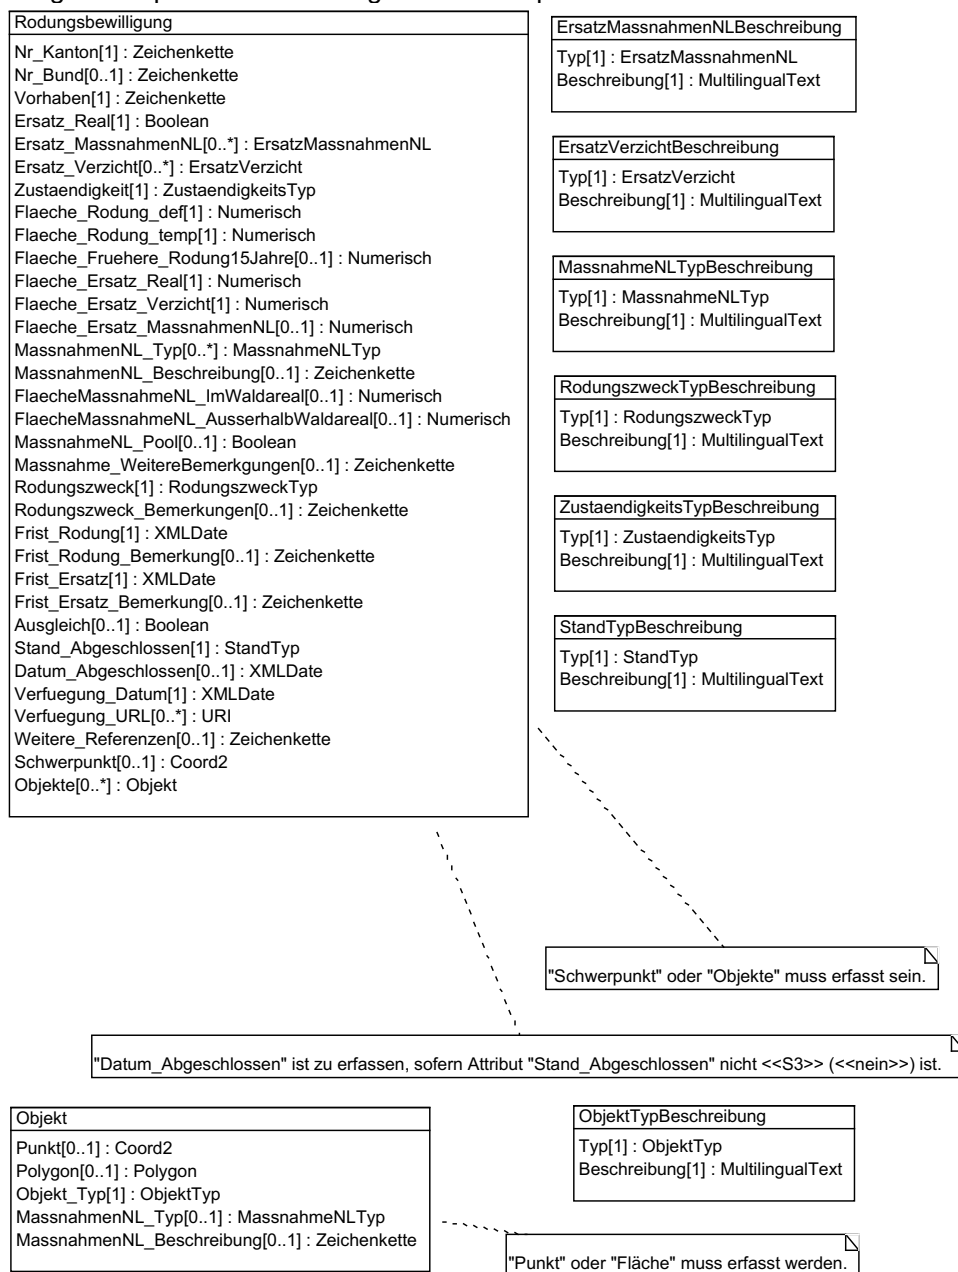 Rodungsbewilligung
Nr_Kanton[1] : Zeichenkette
Nr_Bund[0..1] : Zeichenkette
Vorhaben[1] : Zeichenkette
Ersatz_Real[1] : Boolean
Ersatz_MassnahmenNL[0..*] : ErsatzMassnahmenNL
Ersatz_Verzicht[0..*] : ErsatzVerzicht
Zustaendigkeit[1] : ZustaendigkeitsTyp
Flaeche_Rodung_def[1] : Numerisch
Flaeche_Rodung_temp[1] : Numerisch
Flaeche_Fruehere_Rodung15Jahre[0..1] : Numerisch
Flaeche_Ersatz_Real[1] : Numerisch
Flaeche_Ersatz_Verzicht[1] : Numerisch
Flaeche_Ersatz_MassnahmenNL[0..1] : Numerisch
MassnahmenNL_Typ[0..*] : MassnahmeNLTyp
MassnahmenNL_Beschreibung[0..1] : Zeichenkette
FlaecheMassnahmeNL_ImWaldareal[0..1] : Numerisch
FlaecheMassnahmeNL_AusserhalbWaldareal[0..1] : Numerisch
MassnahmeNL_Pool[0..1] : Boolean
Massnahme_WeitereBemerkgungen[0..1] : Zeichenkette
Rodungszweck[1] : RodungszweckTyp
Rodungszweck_Bemerkungen[0..1] : Zeichenkette
Frist_Rodung[1] : XMLDate
Frist_Rodung_Bemerkung[0..1] : Zeichenkette
Frist_Ersatz[1] : XMLDate
Frist_Ersatz_Bemerkung[0..1] : Zeichenkette
Ausgleich[0..1] : Boolean
Stand_Abgeschlossen[1] : StandTyp
Datum_Abgeschlossen[0..1] : XMLDate
Verfuegung_Datum[1] : XMLDate
Verfuegung_URL[0..*] : URI
Weitere_Referenzen[0..1] : Zeichenkette
Schwerpunkt[0..1] : Coord2
Objekte[0..*] : Objekt
ErsatzMassnahmenNLBeschreibung
Typ[1] : ErsatzMassnahmenNL
Beschreibung[1] : MultilingualText
ErsatzVerzichtBeschreibung
Typ[1] : ErsatzVerzicht
Beschreibung[1] : MultilingualText
MassnahmeNLTypBeschreibung
Typ[1] : MassnahmeNLTyp
Beschreibung[1] : MultilingualText
RodungszweckTypBeschreibung
Typ[1] : RodungszweckTyp
Beschreibung[1] : MultilingualText
ZustaendigkeitsTypBeschreibung
Typ[1] : ZustaendigkeitsTyp
Beschreibung[1] : MultilingualText
StandTypBeschreibung
Typ[1] : StandTyp
Beschreibung[1] : MultilingualText
"Schwerpunkt" oder "Objekte" muss erfasst sein.
"Datum_Abgeschlossen" ist zu erfassen, sofern Attribut "Stand_Abgeschlossen" nicht <<S3>> (<<nein>>) ist.
Objekt
Punkt[0..1] : Coord2
Polygon[0..1] : Polygon
Objekt_Typ[1] : ObjektTyp
MassnahmenNL_Typ[0..1] : MassnahmeNLTyp
MassnahmenNL_Beschreibung[0..1] : Zeichenkette
ObjektTypBeschreibung
Typ[1] : ObjektTyp
Beschreibung[1] : MultilingualText
"Punkt" oder "Fläche" muss erfasst werden.